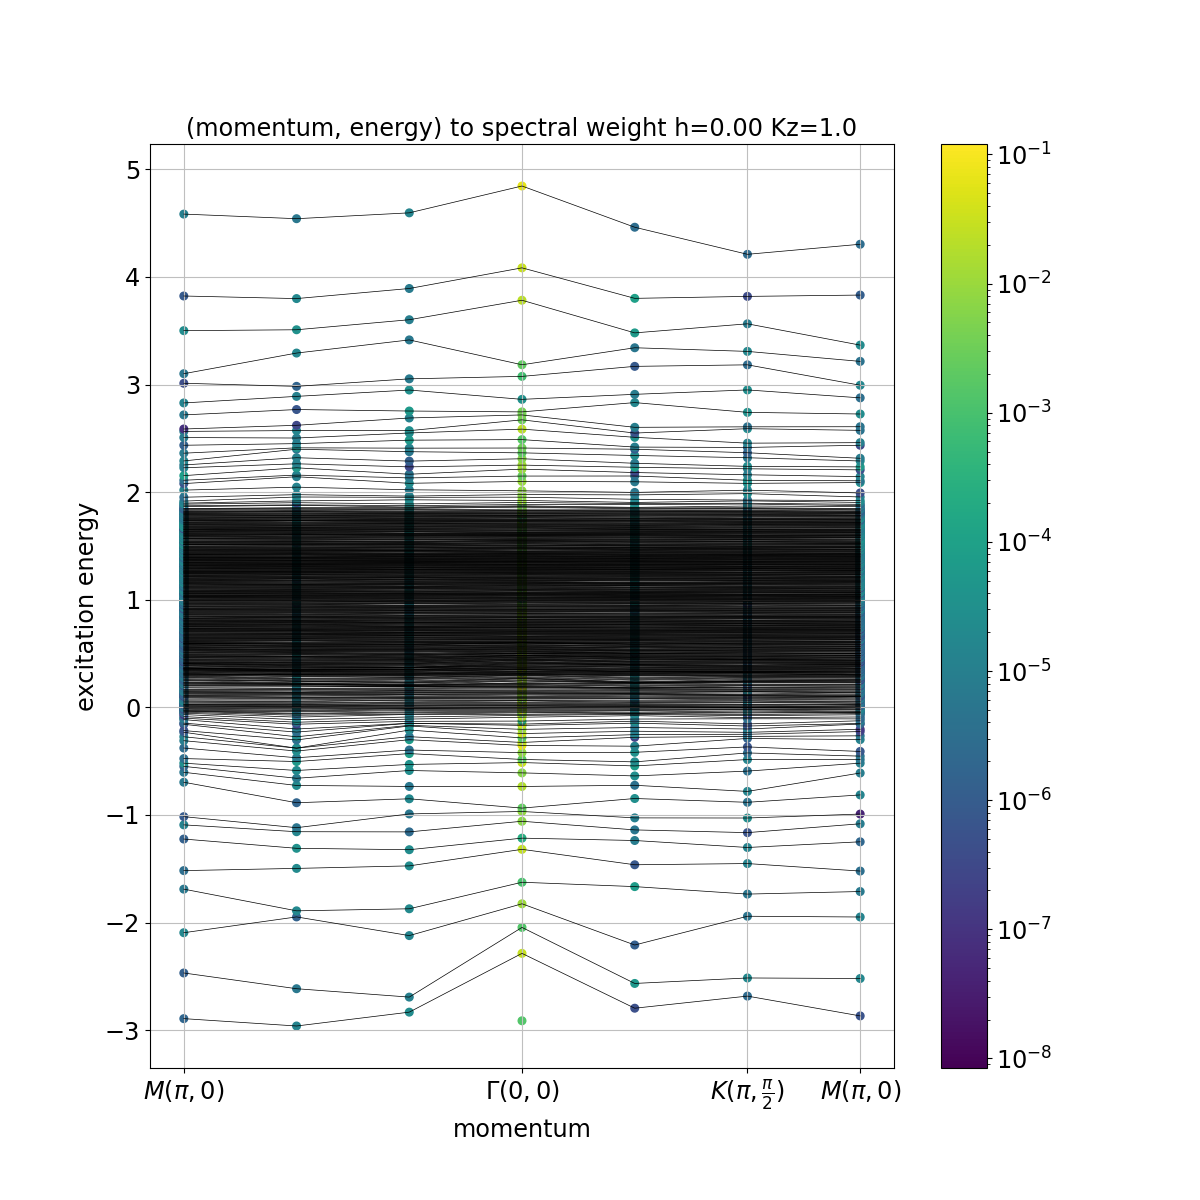 (momentum, energy) to spectral weight h=0.00 Kz=1.0
5
4
3
2
1
0
−1
−2
−3
excitation energy
M(π, 0)
Γ(0, 0)
K(π, π/2)
M(π, 0)
momentum
10⁻¹
10⁻²
10⁻³
10⁻⁴
10⁻⁵
10⁻⁶
10⁻⁷
10⁻⁸